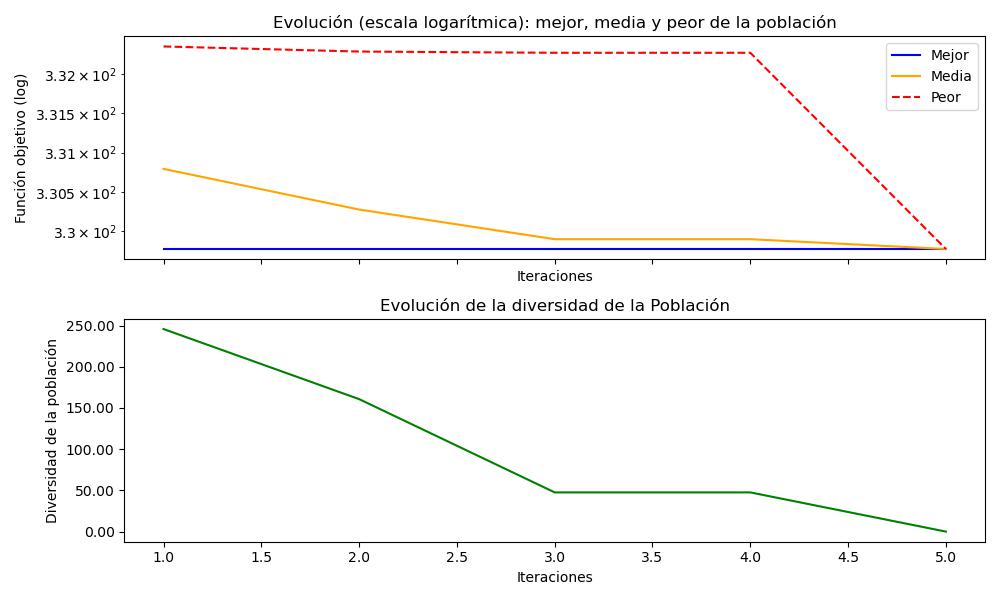 Evolución (escala logarítmica): mejor, media y peor de la población
Función objetivo (log)
3.32 × 10²
3.315 × 10²
3.31 × 10²
3.305 × 10²
3.3 × 10²
Mejor
Media
Peor
Iteraciones
Evolución de la diversidad de la Población
Diversidad de la población
250.00
200.00
150.00
100.00
50.00
0.00
1.0 1.5 2.0 2.5 3.0 3.5 4.0 4.5 5.0
Iteraciones